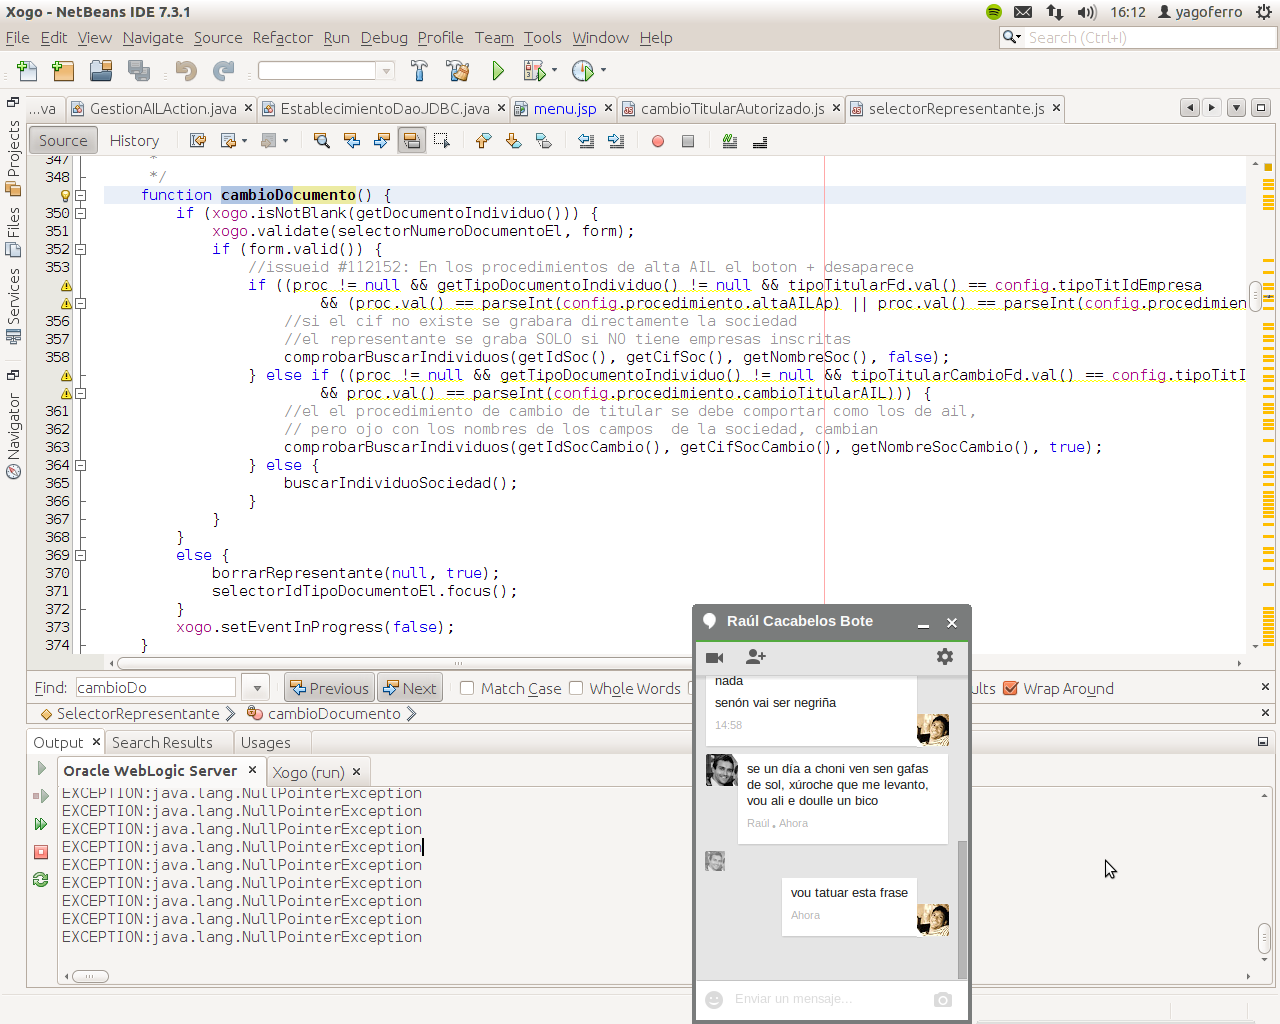 Xogo - NetBeans IDE 7.3.1
16:12 yagoferro
File Edit View Navigate Source Refactor Run Debug Profile Team Tools Window Help
Search (Ctrl+I)
...va GestionAILAction.java EstablecimientoDaoJDBC.java menu.jsp cambioTitularAutorizado.js selectorRepresentante.js
Source History
Projects
Files
Services
Navigator
347 *
348 */
function cambioDocumento() {
350 if (xogo.isNotBlank(getDocumentoIndividuo())) {
351 xogo.validate(selectorNumeroDocumentoEl, form);
352 if (form.valid()) {
353 //issueid #112152: En los procedimientos de alta AIL el boton + desaparece
if ((proc != null && getTipoDocumentoIndividuo() != null && tipoTitularFd.val() == config.tipoTitIdEmpresa
&& (proc.val() == parseInt(config.procedimiento.altaAILAp) || proc.val() == parseInt(config.procedimien
356 //si el cif no existe se grabara directamente la sociedad
357 //el representante se graba SOLO si NO tiene empresas inscritas
358 comprobarBuscarIndividuos(getIdSoc(), getCifSoc(), getNombreSoc(), false);
} else if ((proc != null && getTipoDocumentoIndividuo() != null && tipoTitularCambioFd.val() == config.tipoTitI
&& proc.val() == parseInt(config.procedimiento.cambioTitularAIL))) {
361 //el el procedimiento de cambio de titular se debe comportar como los de ail,
362 // pero ojo con los nombres de los campos  de la sociedad, cambian
363 comprobarBuscarIndividuos(getIdSocCambio(), getCifSocCambio(), getNombreSocCambio(), true);
364 } else {
365 buscarIndividuoSociedad();
366 }
367 }
368 }
369 else {
370 borrarRepresentante(null, true);
371 selectorIdTipoDocumentoEl.focus();
372 }
373 xogo.setEventInProgress(false);
374 }
Find: cambioDo Previous Next Match Case Whole Words ults Wrap Around
SelectorRepresentante cambioDocumento
Output Search Results Usages
Oracle WebLogic Server Xogo (run)
EXCEPTION:java.lang.NullPointerException
EXCEPTION:java.lang.NullPointerException
EXCEPTION:java.lang.NullPointerException
EXCEPTION:java.lang.NullPointerException
EXCEPTION:java.lang.NullPointerException
EXCEPTION:java.lang.NullPointerException
EXCEPTION:java.lang.NullPointerException
EXCEPTION:java.lang.NullPointerException
EXCEPTION:java.lang.NullPointerException
Raúl Cacabelos Bote
nada
senón vai ser negriña
14:58
se un día a choni ven sen gafas
de sol, xúroche que me levanto,
vou ali e doulle un bico
Raúl • Ahora
vou tatuar esta frase
Ahora
Enviar un mensaje...